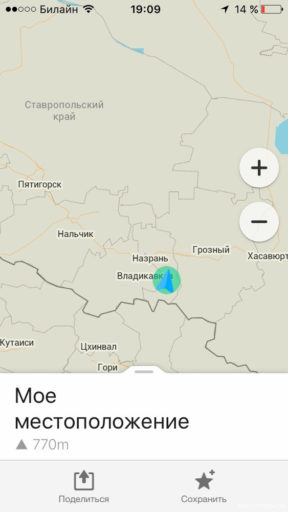 Билайн 19:09 14 %
Ставропольский
край
Пятигорск
Нальчик
Назрань
Грозный
Владикавказ
Хасавюрт
Кутаиси
Цхинвал
Гори
Мое
местоположение
770m
Поделиться
Сохранить